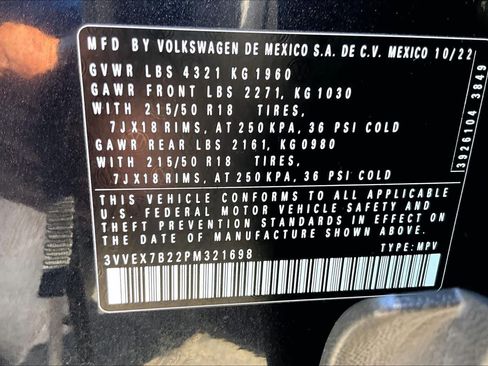 MFD BY VOLKSWAGEN DE MEXICO S.A. DE C.V. MEXICO 10/22
GVWR LBS 4321 KG 1960
GAWR FRONT LBS 2271, KG 1030
WITH 215/50 R18 TIRES,
7JX18 RIMS, AT 250 KPA, 36 PSI COLD
GAWR REAR LBS 2161, KG 0980
WITH 215/50 R18 TIRES,
7JX18 RIMS, AT 250 KPA, 36 PSI COLD
THIS VEHICLE CONFORMS TO ALL APPLICABLE
U.S. FEDERAL MOTOR VEHICLE SAFETY AND
THEFT PREVENTION STANDARDS IN EFFECT ON
THE DATE OF MANUFACTURE SHOWN ABOVE.
3VVEX7B22PM321698 TYPE: MPV
3926104 3849